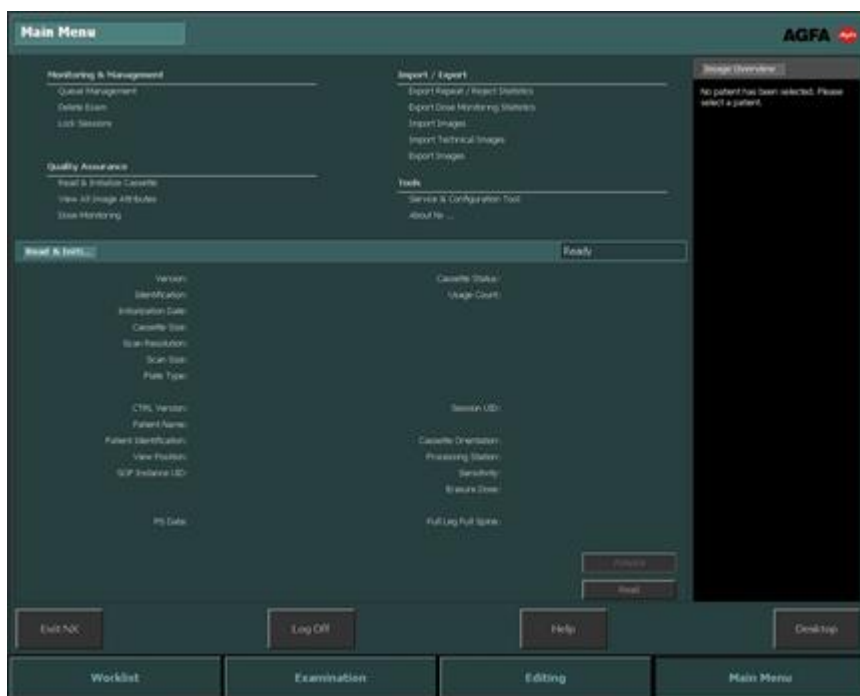 Main Menu
AGFA
Monitoring & Management
Queue Management
Delete Exam
Lock Sessions
Import / Export
Export Repeat / Reject Statistics
Export Dose Monitoring Statistics
Import Images
Import Technical Images
Export Images
Image Overview
No patient has been selected. Please
select a patient.
Quality Assurance
Read & Initialize Cassette
View All Image Attributes
Dose Monitoring
Tools
Service & Configuration Tool
About Nx ...
Read & Initi...
Ready
Version:
Identification:
Initialization Date:
Cassette Size:
Scan Resolution:
Scan Size:
Plate Type:
Cassette Status:
Usage Count:
CTRL Version:
Patient Name:
Patient Identification:
View Position:
SOP Instance UID:
Session UID:
Cassette Orientation:
Processing Station:
Sensitivity:
Erasure Dose:
PS Date:
Full Leg Full Spine:
Initialize
Read
Exit NX
Log Off
Help
Desktop
Worklist
Examination
Editing
Main Menu